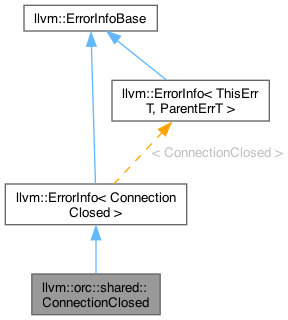 llvm::ErrorInfoBase
llvm::ErrorInfo< ThisErr
T, ParentErrT >
< ConnectionClosed >
llvm::ErrorInfo< Connection
Closed >
llvm::orc::shared::
ConnectionClosed